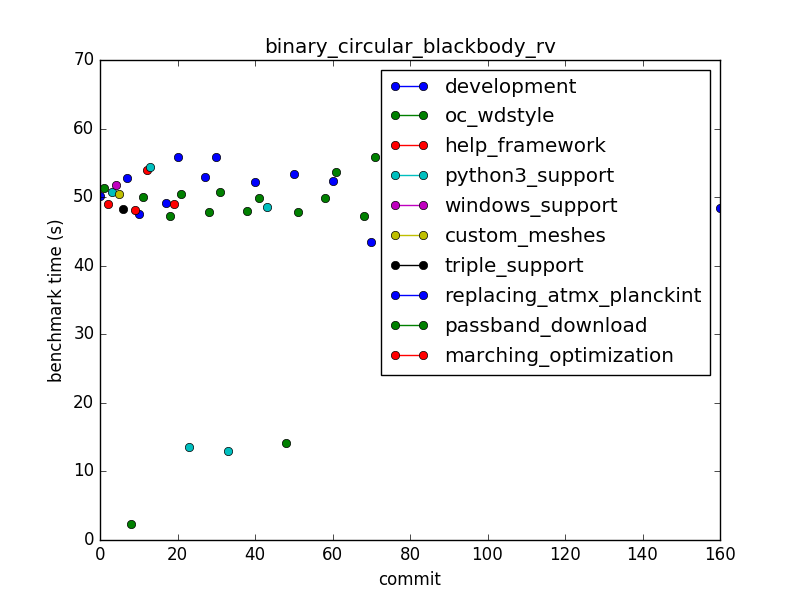 binary_circular_blackbody_rv
70
60
50
40
30
20
10
0
benchmark time (s)
development
oc_wdstyle
help_framework
python3_support
windows_support
custom_meshes
triple_support
replacing_atmx_planckint
passband_download
marching_optimization
0 20 40 60 80 100 120 140 160
commit